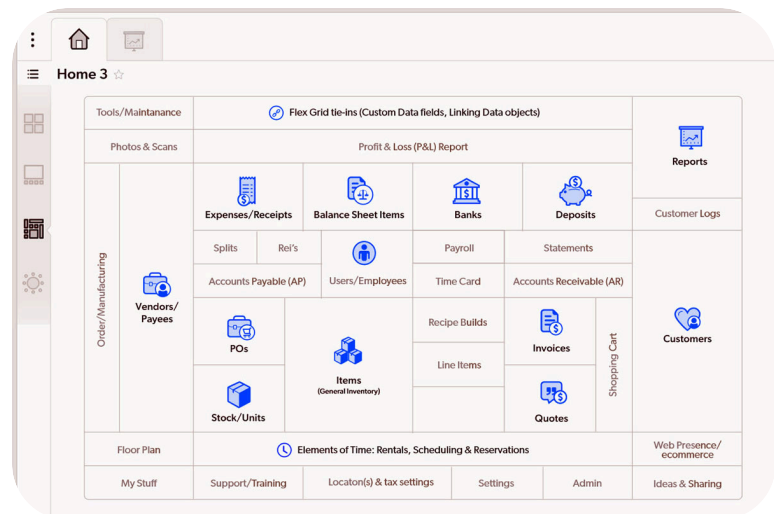 Home 3
Tools/Maintanance
Flex Grid tie-ins (Custom Data fields, Linking Data objects)
Reports
Photos & Scans
Profit & Loss (P&L) Report
Order/Manufacturing
Vendors/
Payees
Expenses/Receipts
Balance Sheet Items
Banks
Deposits
Customer Logs
Splits
Rei's
Users/Employees
Payroll
Statements
Accounts Payable (AP)
Time Card
Accounts Receivable (AR)
Customers
POs
Items
(General Inventory)
Recipe Builds
Invoices
Shopping Cart
Line Items
Stock/Units
Quotes
Floor Plan
Elements of Time: Rentals, Scheduling & Reservations
Web Presence/
ecommerce
My Stuff
Support/Training
Locaton(s) & tax settings
Settings
Admin
Ideas & Sharing